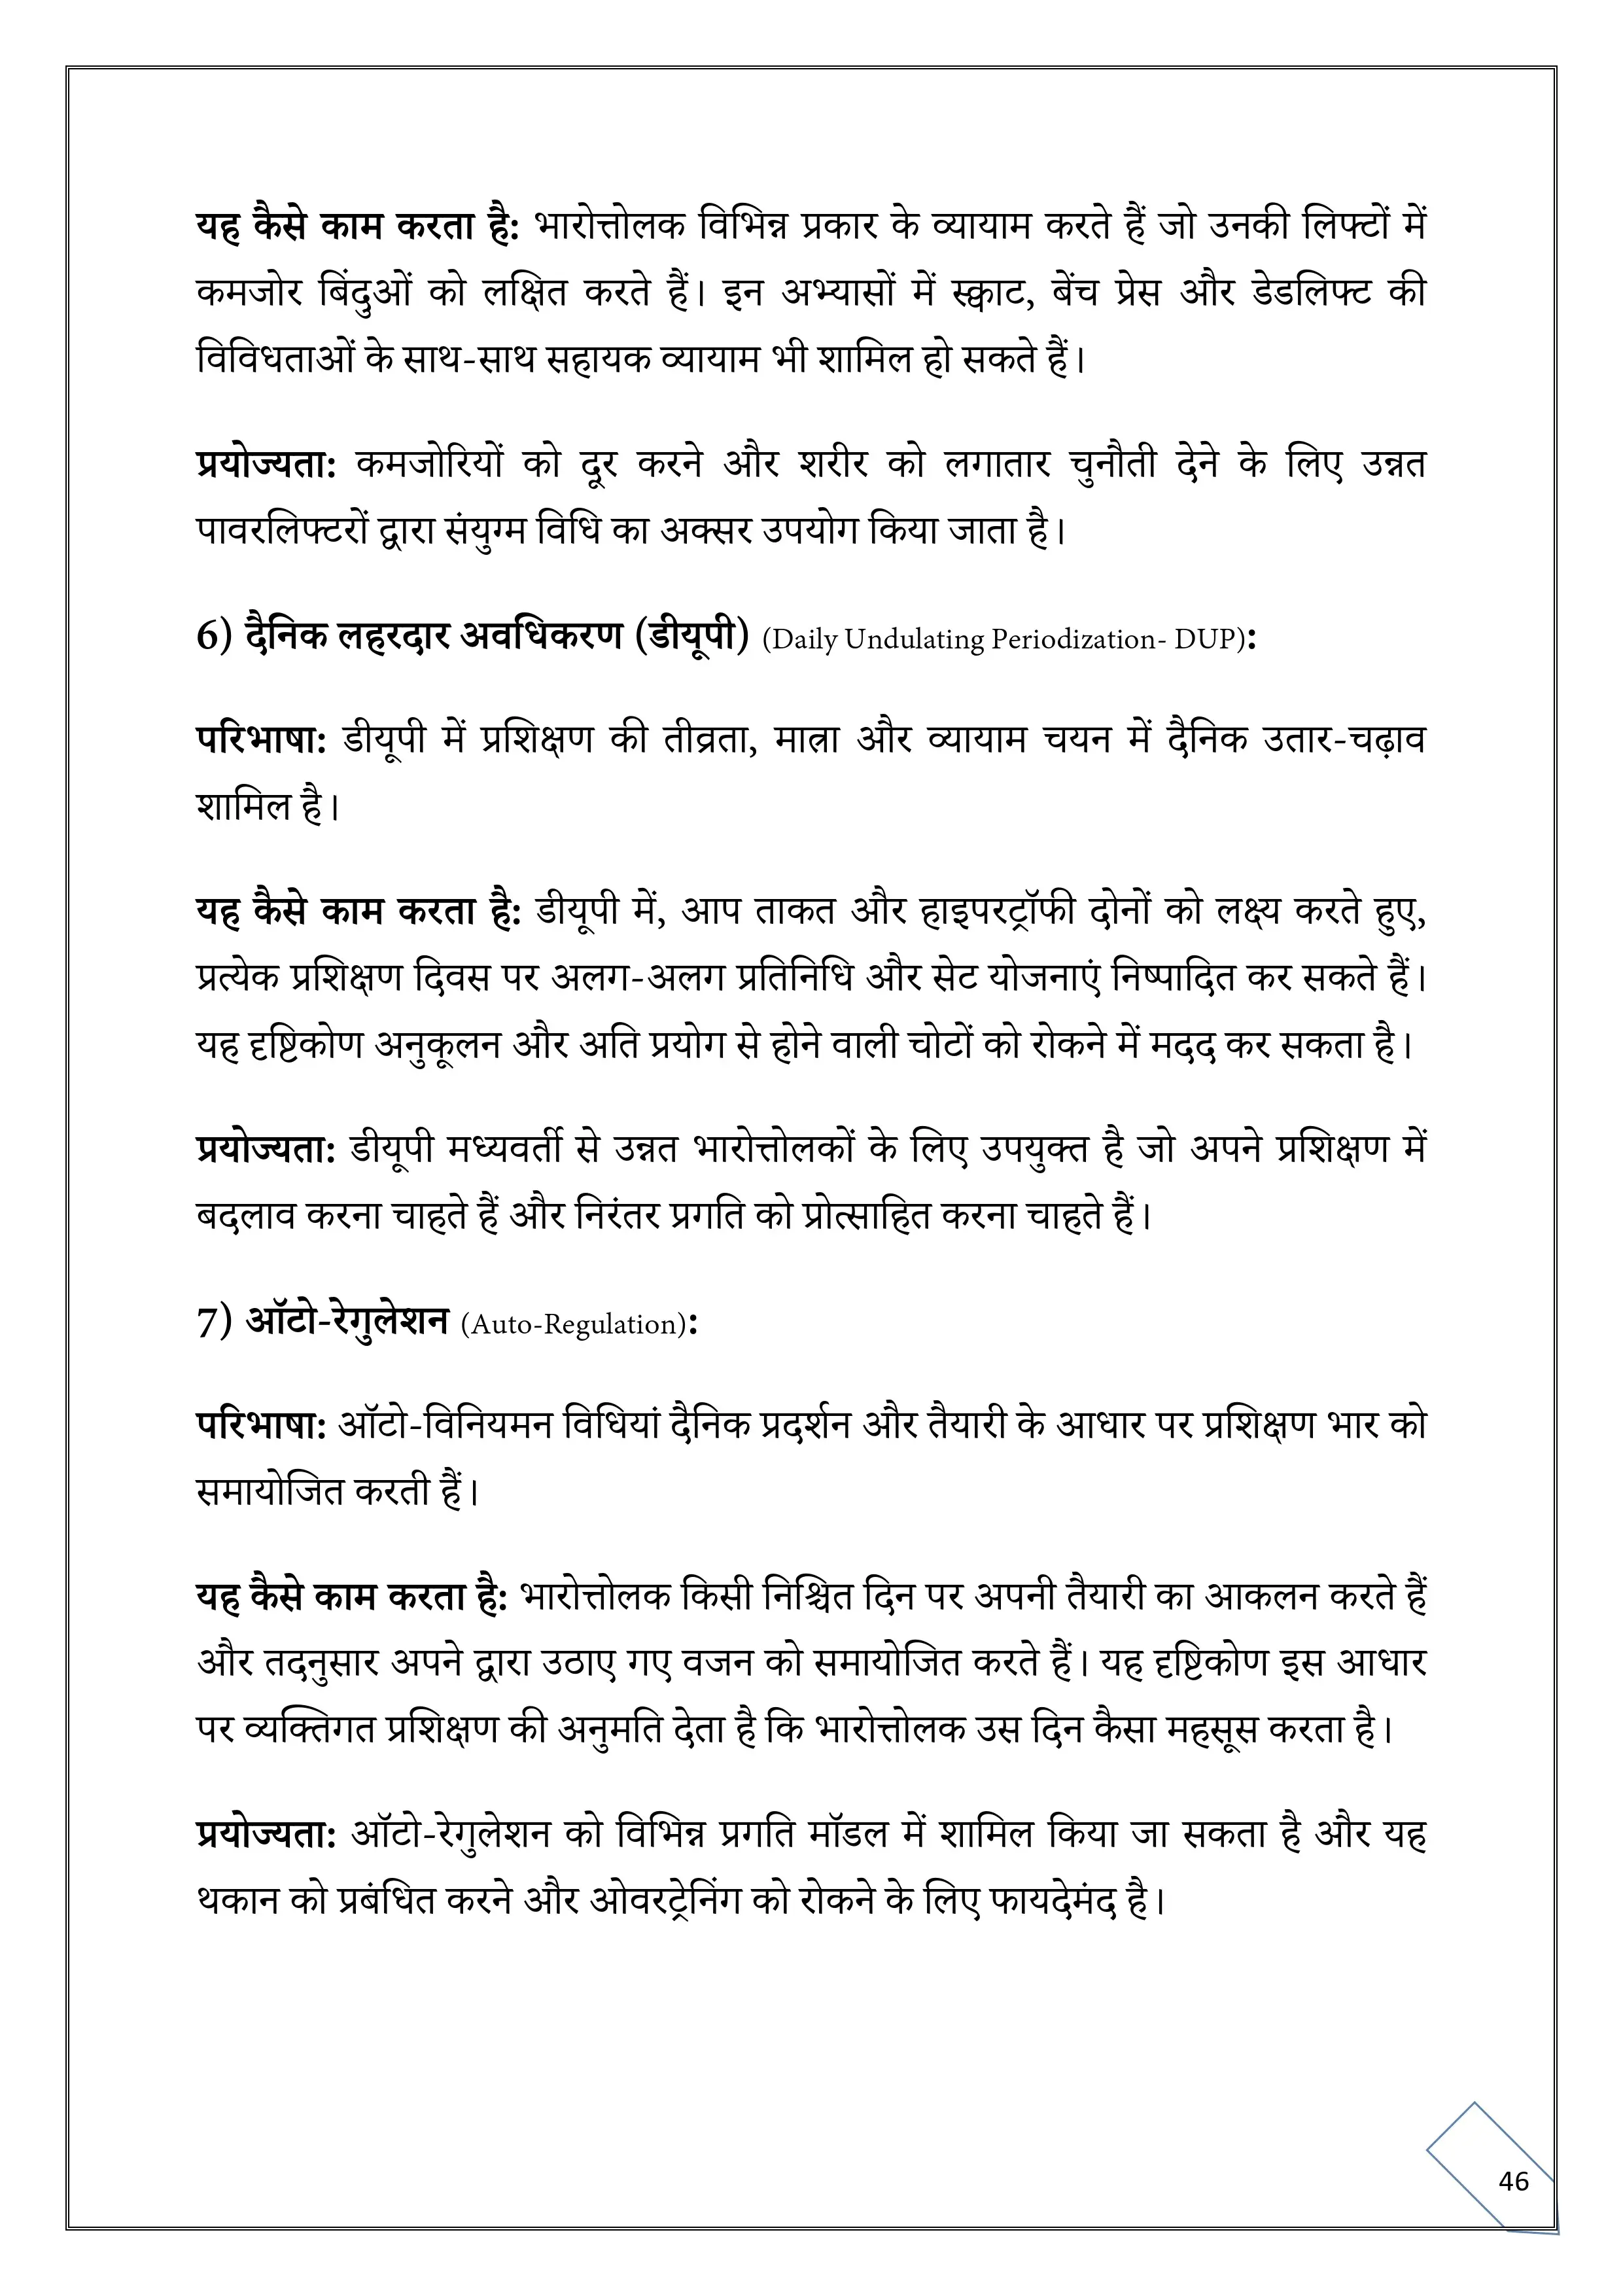 यह कैसे काम करता है: भारोत्तोलक विभिन्न प्रकार के व्यायाम करते हैं जो उनकी लिफ्टों में
कमजोर बिंदुओं को लक्षित करते हैं। इन अभ्यासों में स्क्वाट, बेंच प्रेस और डेडलिफ्ट की
विविधताओं के साथ-साथ सहायक व्यायाम भी शामिल हो सकते हैं।
प्रयोज्यता: कमजोरियों को दूर करने और शरीर को लगातार चुनौती देने के लिए उन्नत
पावरलिफ्टरों द्वारा संयुग्म विधि का अक्सर उपयोग किया जाता है।
6) दैनिक लहरदार अवधिकरण (डीयूपी) (Daily Undulating Periodization- DUP):
परिभाषा: डीयूपी में प्रशिक्षण की तीव्रता, मात्रा और व्यायाम चयन में दैनिक उतार-चढ़ाव
शामिल है।
यह कैसे काम करता है: डीयूपी में, आप ताकत और हाइपरट्रॉफी दोनों को लक्ष्य करते हुए,
प्रत्येक प्रशिक्षण दिवस पर अलग-अलग प्रतिनिधि और सेट योजनाएं निष्पादित कर सकते हैं।
यह दृष्टिकोण अनुकूलन और अति प्रयोग से होने वाली चोटों को रोकने में मदद कर सकता है।
प्रयोज्यता: डीयूपी मध्यवर्ती से उन्नत भारोत्तोलकों के लिए उपयुक्त है जो अपने प्रशिक्षण में
बदलाव करना चाहते हैं और निरंतर प्रगति को प्रोत्साहित करना चाहते हैं।
7) ऑटो-रेगुलेशन (Auto-Regulation):
परिभाषा: ऑटो-विनियमन विधियां दैनिक प्रदर्शन और तैयारी के आधार पर प्रशिक्षण भार को
समायोजित करती हैं।
यह कैसे काम करता है: भारोत्तोलक किसी निश्चित दिन पर अपनी तैयारी का आकलन करते हैं
और तदनुसार अपने द्वारा उठाए गए वजन को समायोजित करते हैं। यह दृष्टिकोण इस आधार
पर व्यक्तिगत प्रशिक्षण की अनुमति देता है कि भारोत्तोलक उस दिन कैसा महसूस करता है।
प्रयोज्यता: ऑटो-रेगुलेशन को विभिन्न प्रगति मॉडल में शामिल किया जा सकता है और यह
थकान को प्रबंधित करने और ओवरट्रेनिंग को रोकने के लिए फायदेमंद है।
46